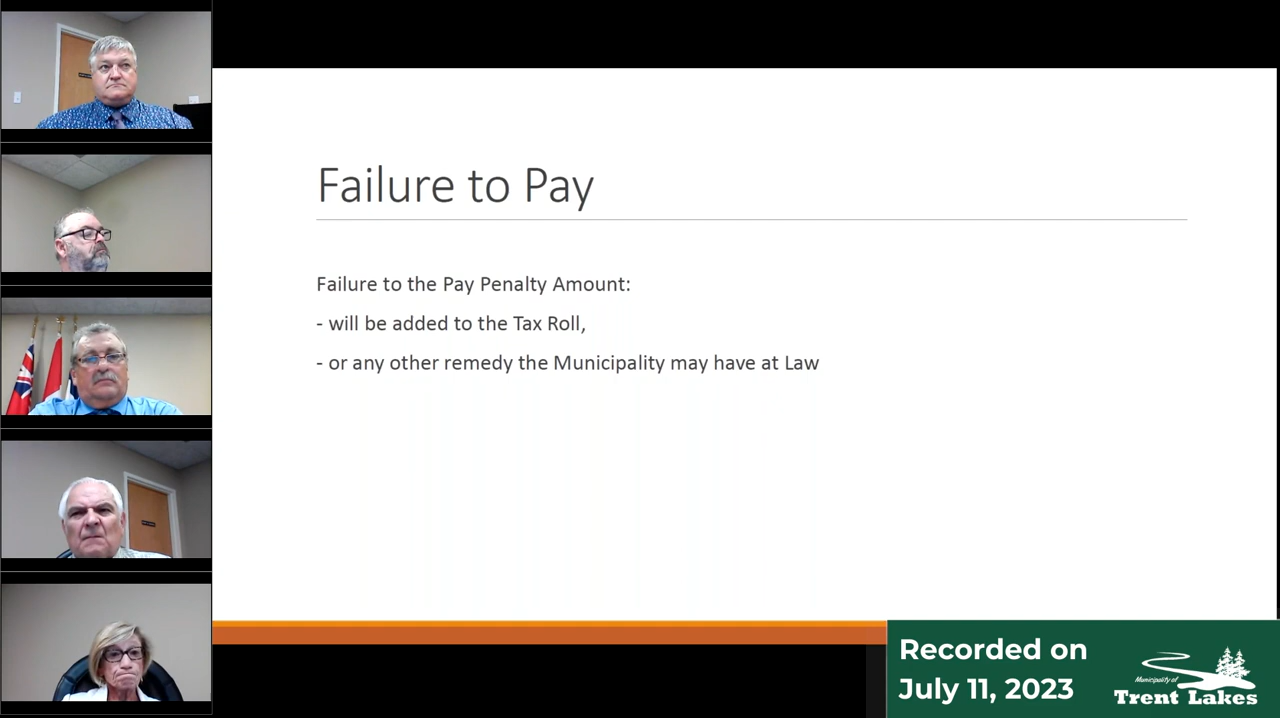 Failure to Pay
Failure to the Pay Penalty Amount:
- will be added to the Tax Roll,
- or any other remedy the Municipality may have at Law
Recorded on
July 11, 2023
Municipality of
Trent Lakes